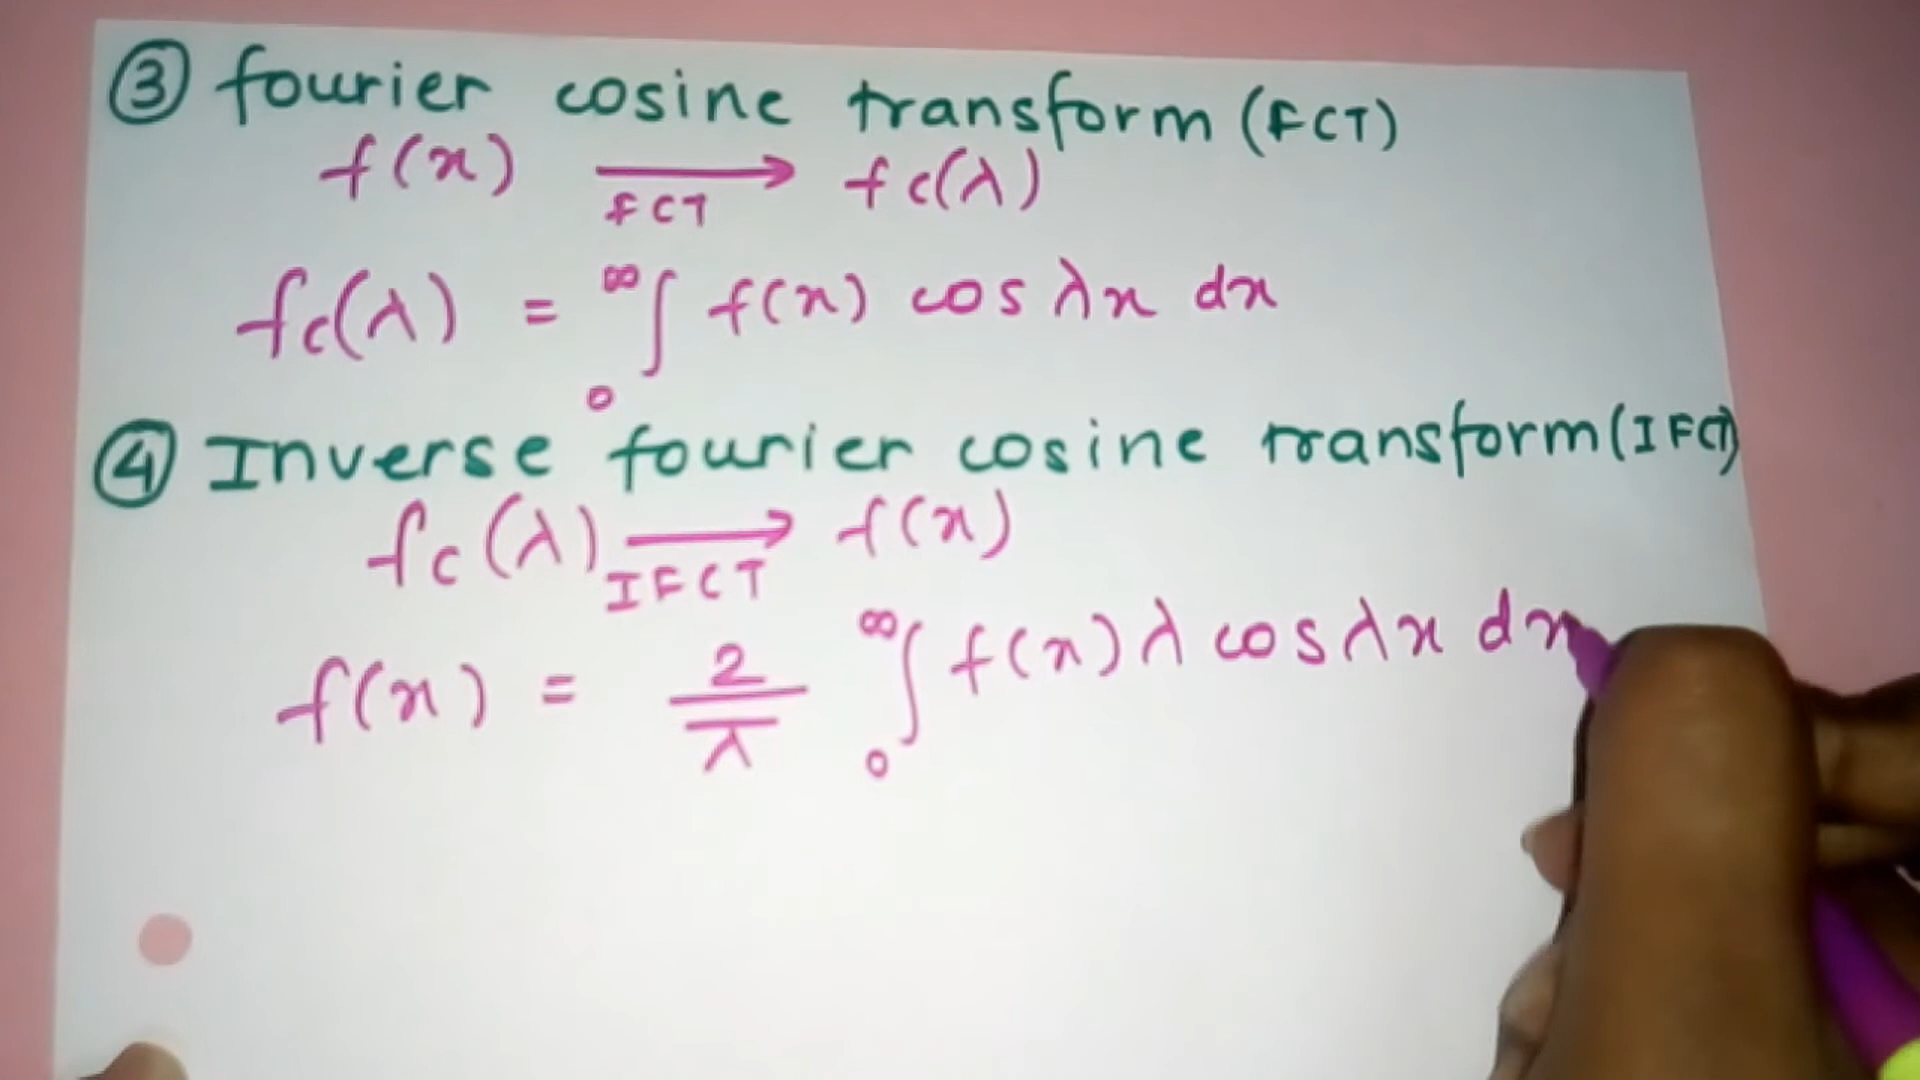 ③ fourier cosine transform (FCT)
f(x) ⟶ fc(λ)
FCT
fc(λ) = ∞∫0 f(x) cos λx dx
④ Inverse fourier cosine transform (IFCT)
fc(λ) ⟶ f(x)
IFCT
f(x) = 2/π ∞∫0 f(x) λ cos λx dx